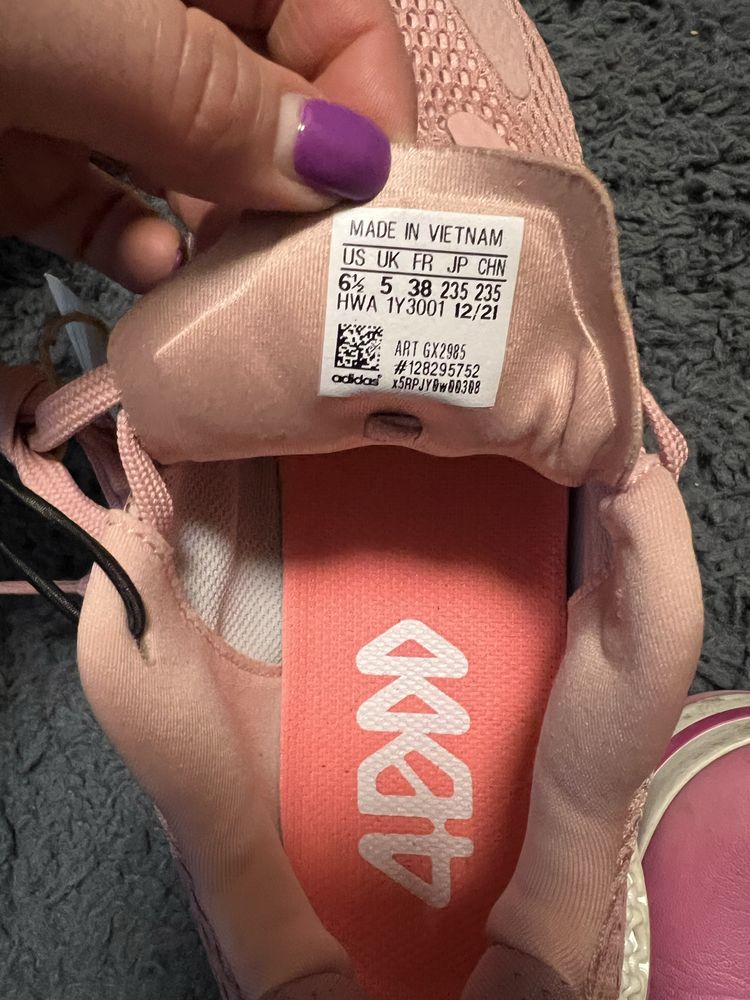 MADE IN VIETNAM
US UK FR JP CHN
6½ 5 38 235 235
HWA 1Y3001 12/21
ART GX2985
#128295752
adidas x5RPJY0w00308